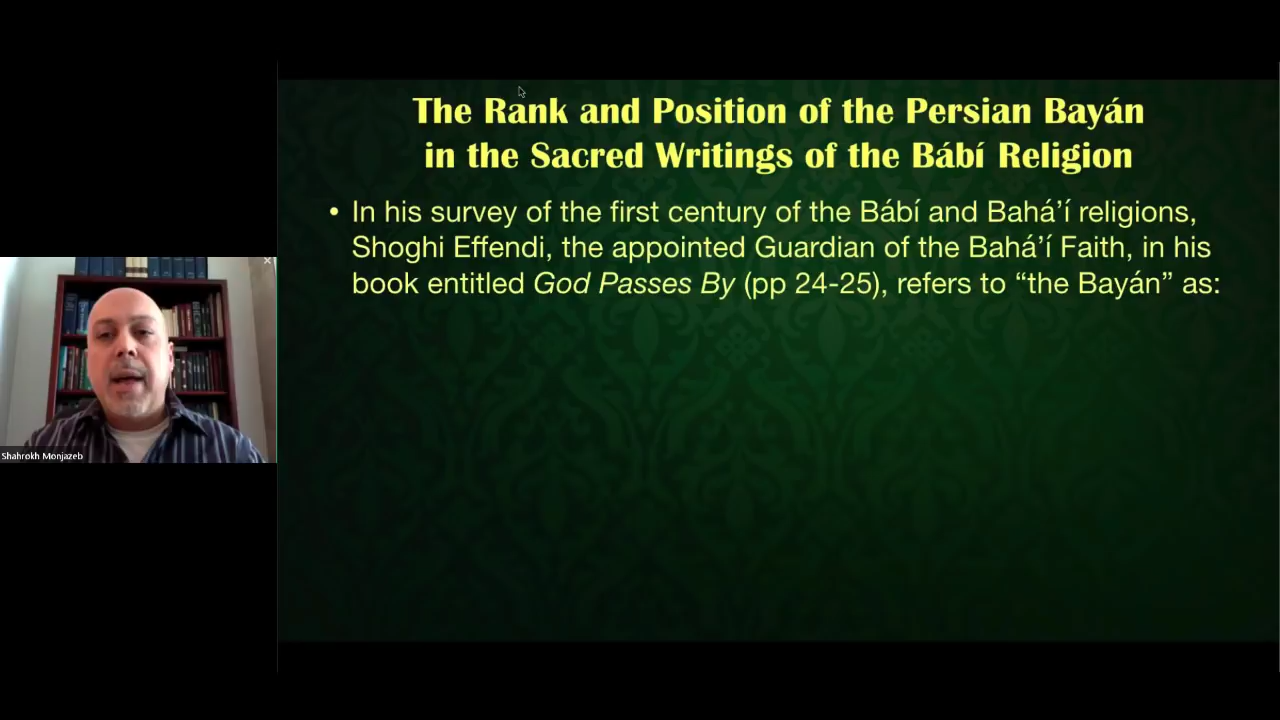 The Rank and Position of the Persian Bayán
in the Sacred Writings of the Bábí Religion
• In his survey of the first century of the Bábí and Bahá’í religions,
Shoghi Effendi, the appointed Guardian of the Bahá’í Faith, in his
book entitled God Passes By (pp 24-25), refers to “the Bayán” as:
Shahrokh Monjazeb